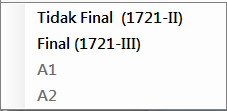 Tidak Final (1721-II)
Final (1721-III)
A1
A2